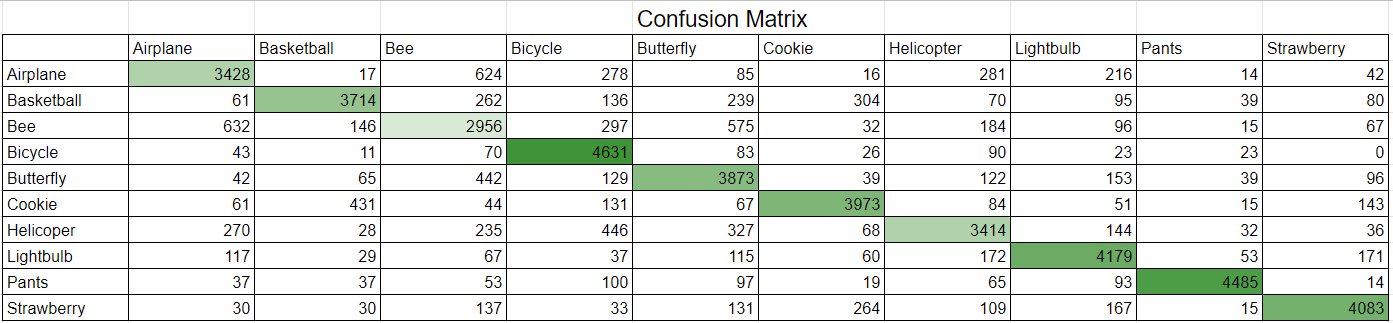 Confusion Matrix
Airplane Basketball Bee Bicycle Butterfly Cookie Helicopter Lightbulb Pants Strawberry
Airplane 3428 17 624 278 85 16 281 216 14 42
Basketball 61 3714 262 136 239 304 70 95 39 80
Bee 632 146 2956 297 575 32 184 96 15 67
Bicycle 43 11 70 4631 83 26 90 23 23 0
Butterfly 42 65 442 129 3873 39 122 153 39 96
Cookie 61 431 44 131 67 3973 84 51 15 143
Helicoper 270 28 235 446 327 68 3414 144 32 36
Lightbulb 117 29 67 37 115 60 172 4179 53 171
Pants 37 37 53 100 97 19 65 93 4485 14
Strawberry 30 30 137 33 131 264 109 167 15 4083